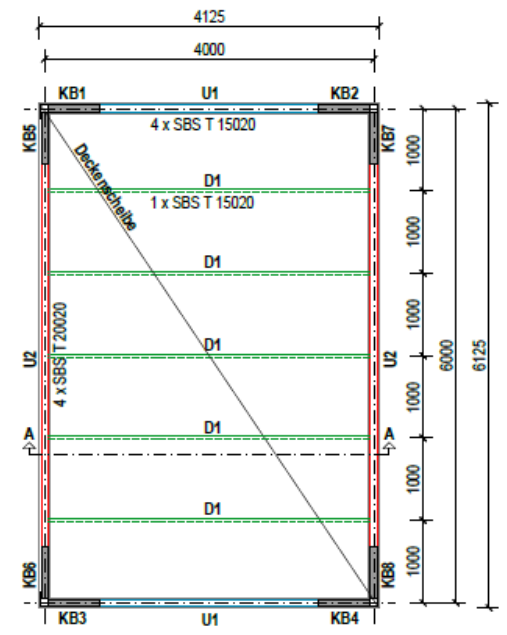 4125
4000
KB1
U1
KB2
4 x SBS T 15020
KB5
KB7
Deckenscheibe
1000
D1
1 x SBS T 15020
1000
D1
1000
4 x SBS T 20020
U2
D1
U2
6000
6125
1000
A
D1
A
1000
D1
1000
KB6
KB8
KB3
U1
KB4